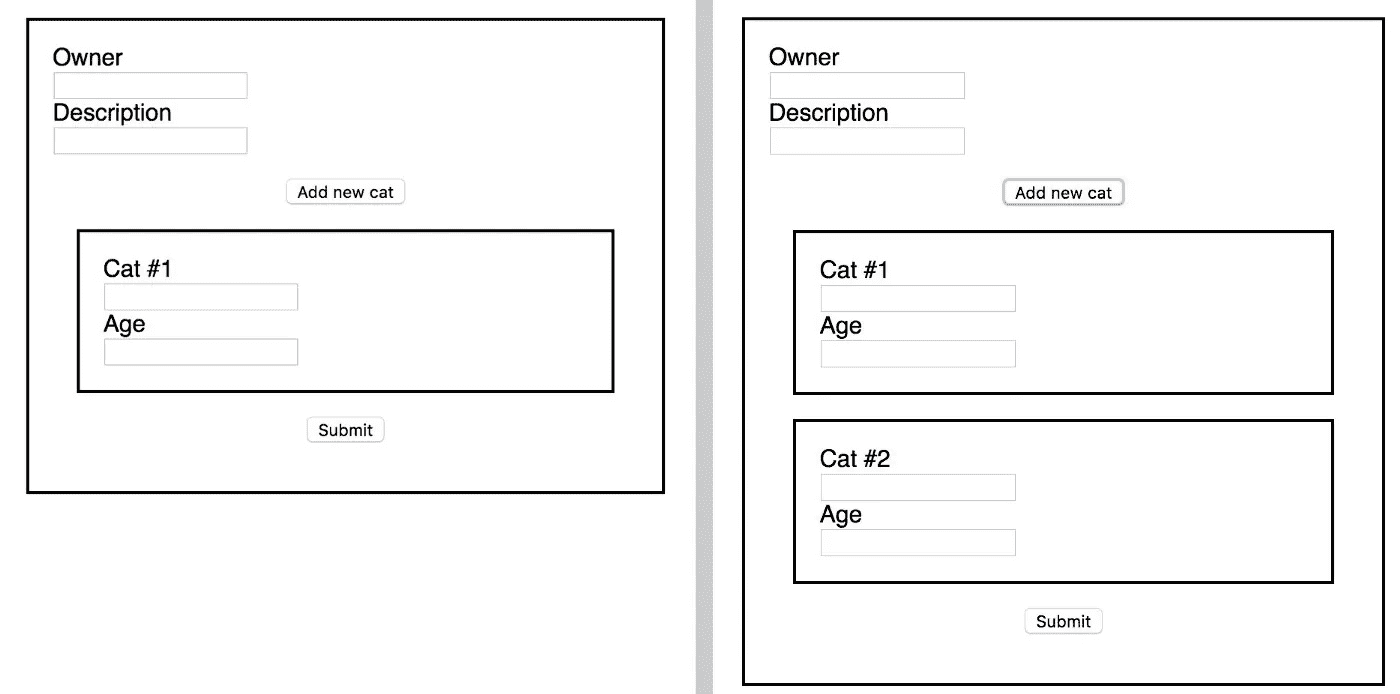 Owner
Description
Add new cat
Cat #1
Age
Submit
Owner
Description
Add new cat
Cat #1
Age
Cat #2
Age
Submit